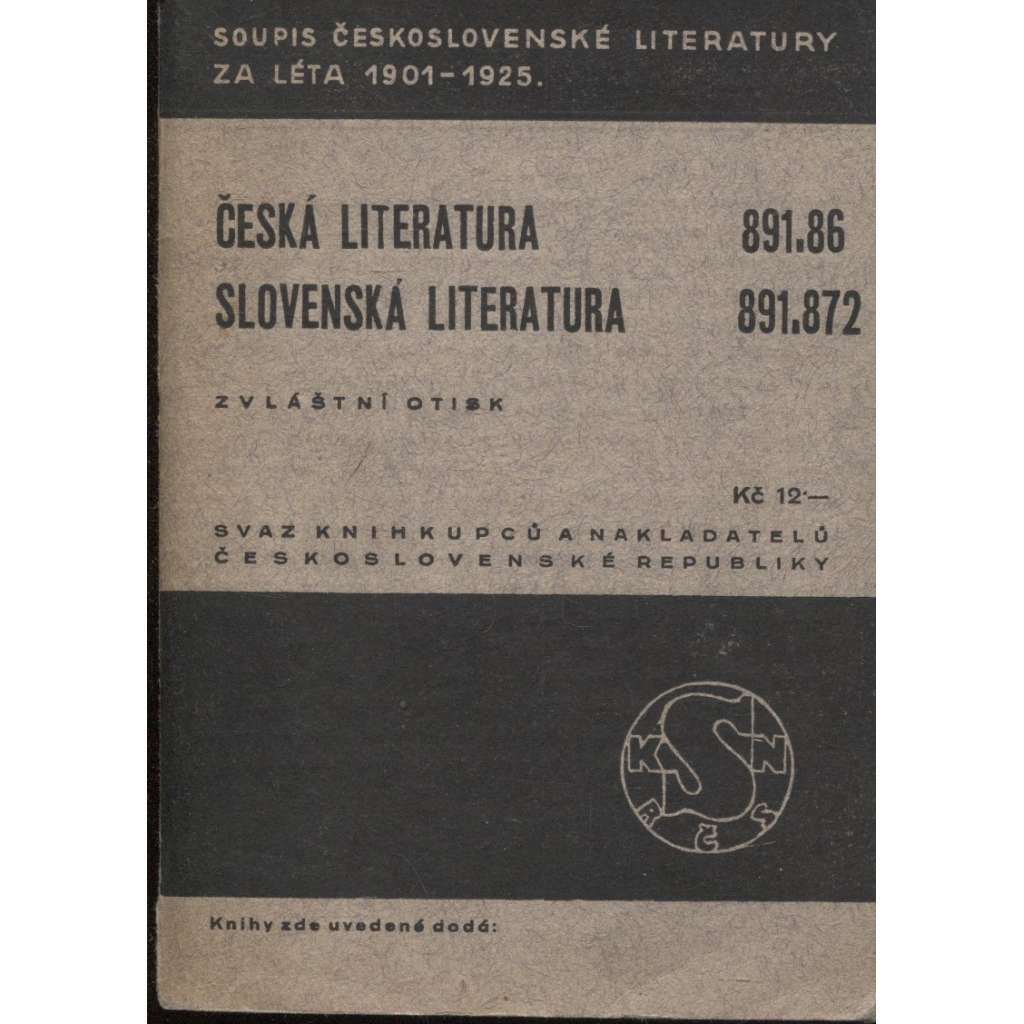 SOUPIS ČESKOSLOVENSKÉ LITERATURY
ZA LÉTA 1901-1925.
ČESKÁ LITERATURA 891.86
SLOVENSKÁ LITERATURA 891.872
ZVLÁŠTNÍ OTISK
Kč 12·—
SVAZ KNIHKUPCŮ A NAKLADATELŮ
ČESKOSLOVENSKÉ REPUBLIKY
S
K N
R Č S
Knihy zde uvedené dodá: